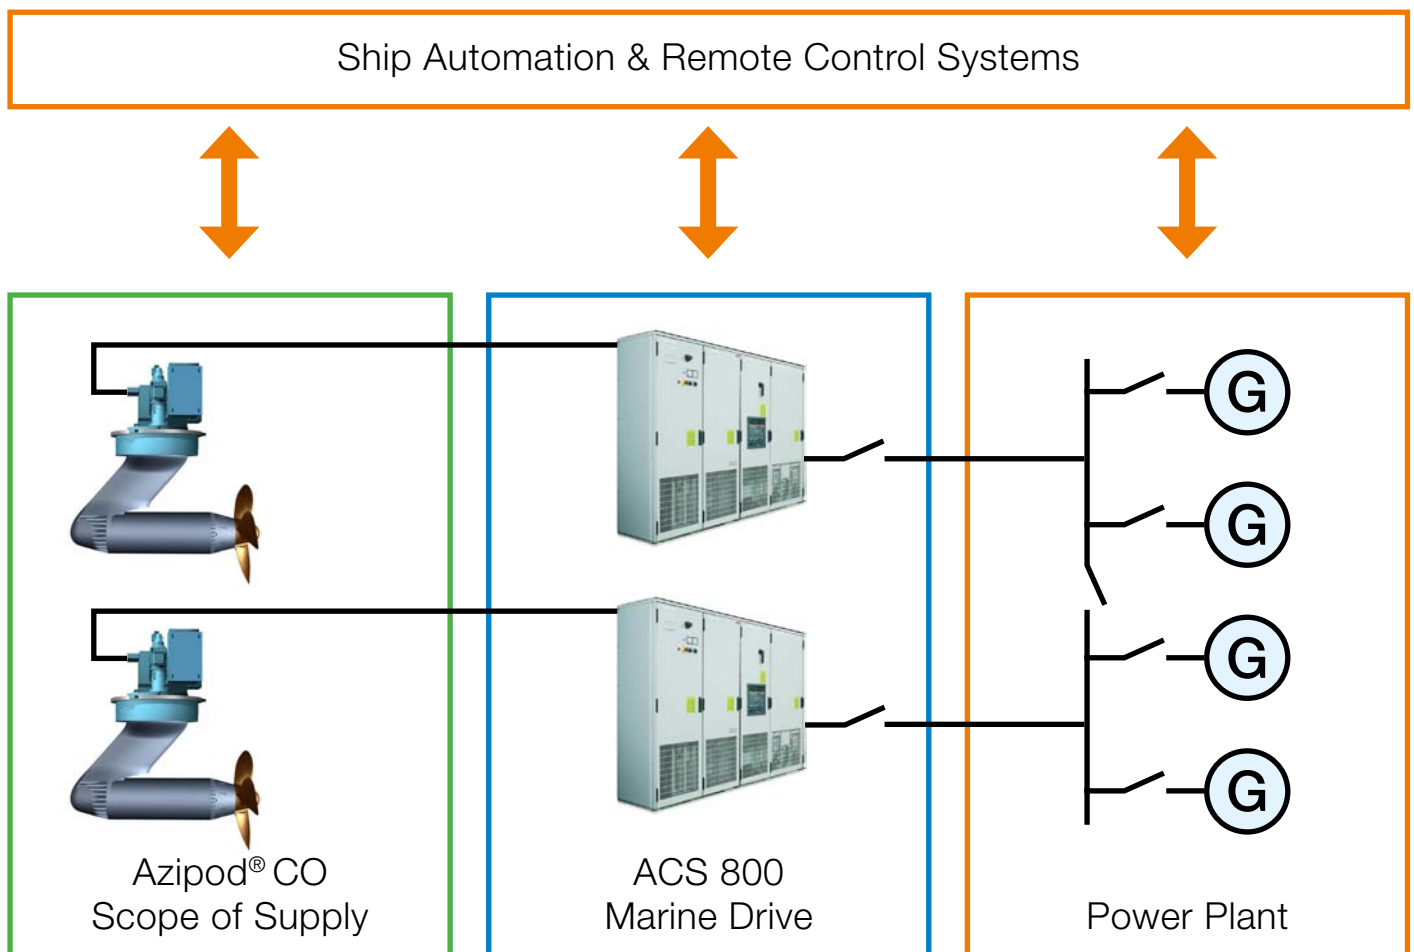 Ship Automation & Remote Control Systems
G
G
G
G
Azipod® CO
Scope of Supply
ACS 800
Marine Drive
Power Plant